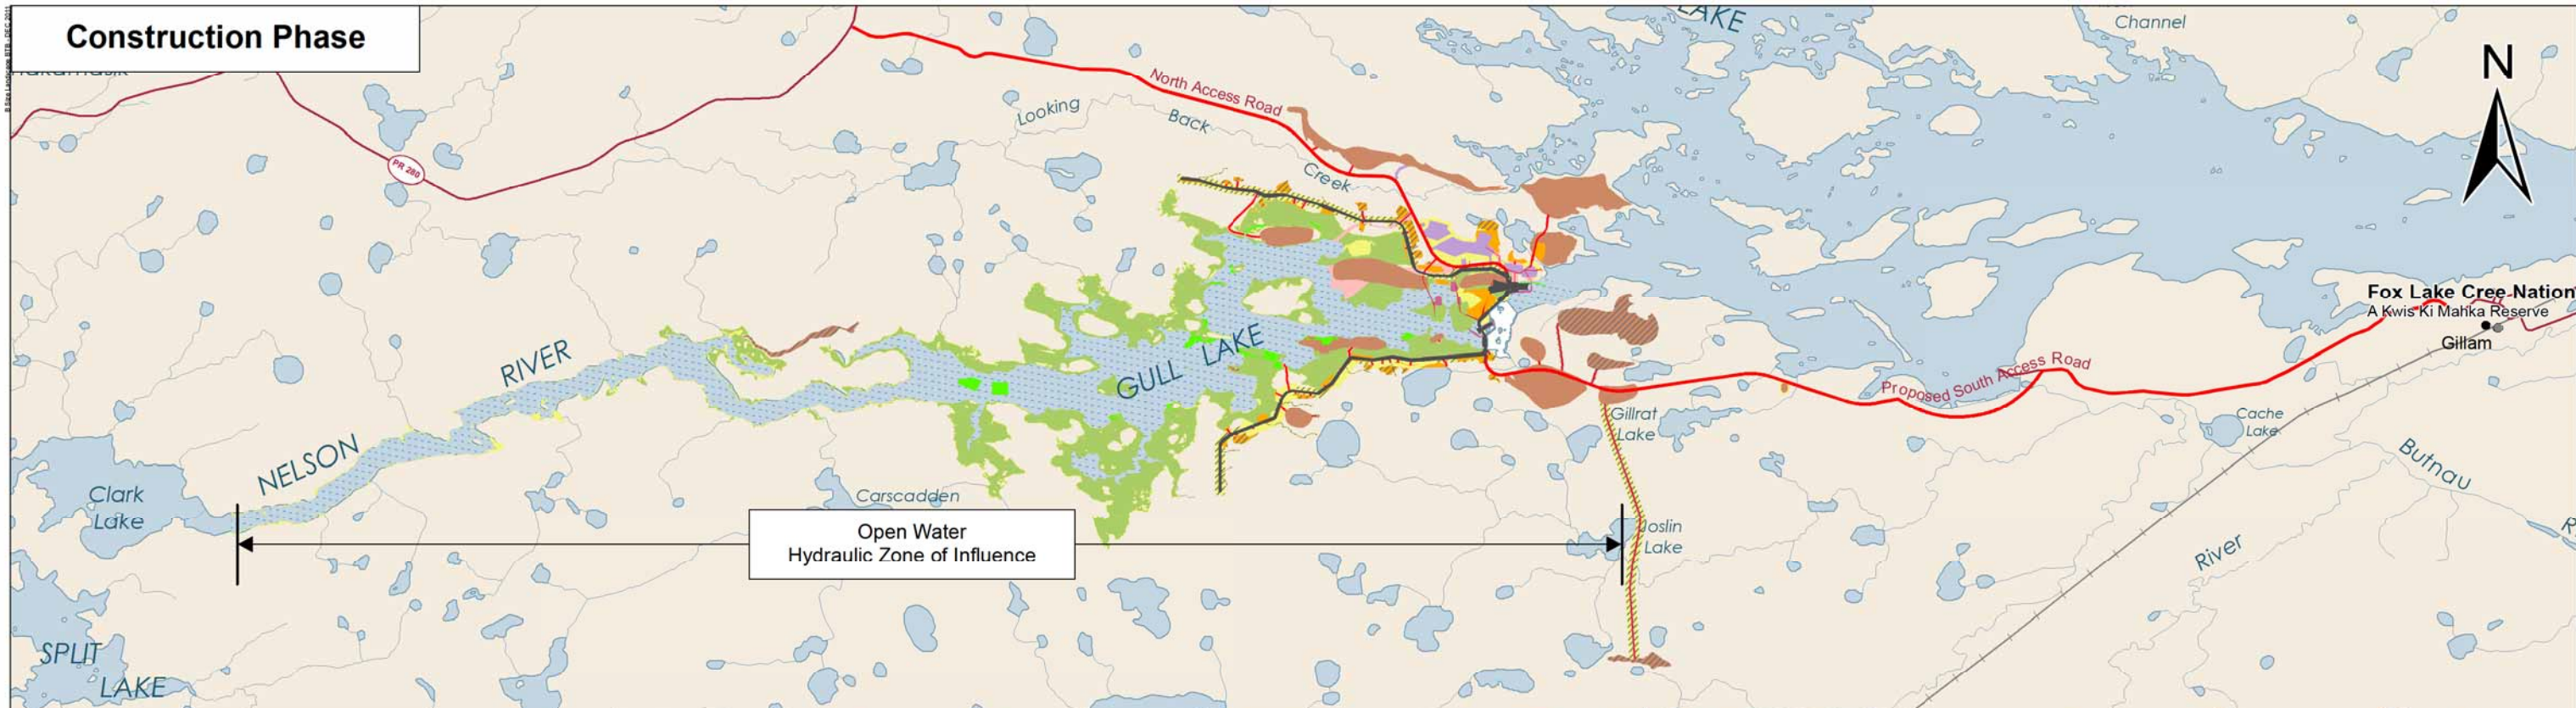 Construction Phase
LAKE
Channel
N
North Access Road
Looking
Back
Creek
PR 280
Fox Lake Cree Nation
A Kwis Ki Mahka Reserve
Gillam
GULL LAKE
NELSON RIVER
Proposed South Access Road
Gillrat
Lake
Cache
Lake
Butnau
River
Clark
Lake
Carscadden
Open Water
Hydraulic Zone of Influence
Joslin
Lake
SPLIT
LAKE